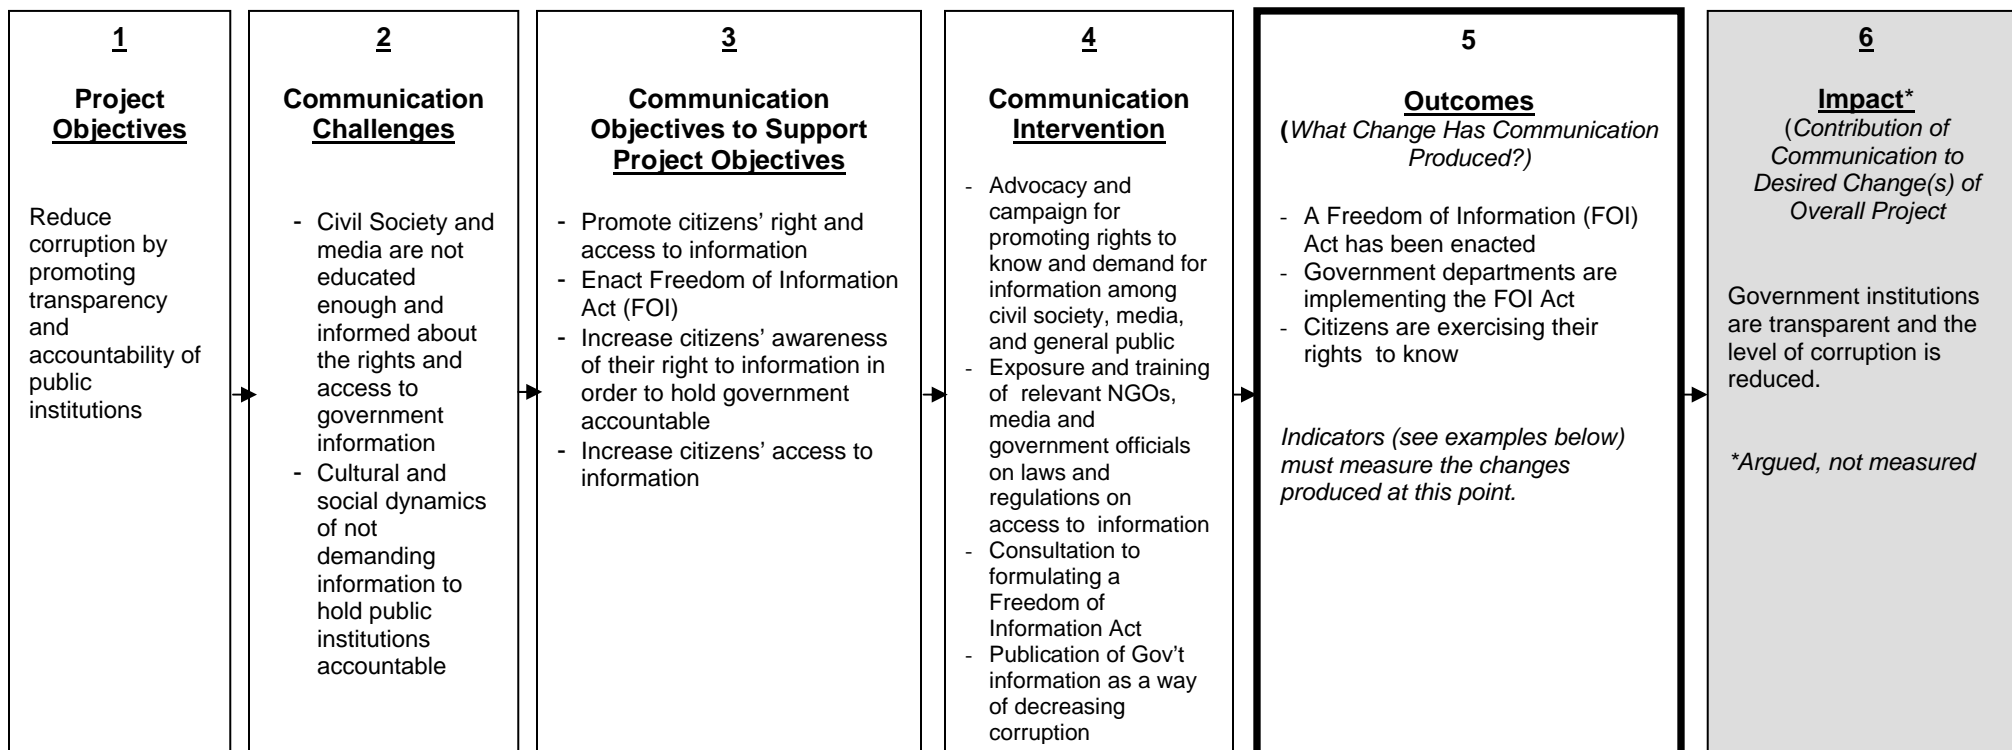 1
Project
Objectives
Reduce
corruption by
promoting
transparency
and
accountability of
public
institutions
2
Communication
Challenges
- Civil Society and
media are not
educated
enough and
informed about
the rights and
access to
government
information
- Cultural and
social dynamics
of not
demanding
information to
hold public
institutions
accountable
3
Communication
Objectives to Support
Project Objectives
- Promote citizens’ right and
access to information
- Enact Freedom of Information
Act (FOI)
- Increase citizens’ awareness
of their right to information in
order to hold government
accountable
- Increase citizens’ access to
information
4
Communication
Intervention
- Advocacy and
campaign for
promoting rights to
know and demand for
information among
civil society, media,
and general public
- Exposure and training
of relevant NGOs,
media and
government officials
on laws and
regulations on
access to information
- Consultation to
formulating a
Freedom of
Information Act
- Publication of Gov’t
information as a way
of decreasing
corruption
5
Outcomes
(What Change Has Communication
Produced?)
- A Freedom of Information (FOI)
Act has been enacted
- Government departments are
implementing the FOI Act
- Citizens are exercising their
rights to know
Indicators (see examples below)
must measure the changes
produced at this point.
6
Impact*
(Contribution of
Communication to
Desired Change(s) of
Overall Project
Government institutions
are transparent and the
level of corruption is
reduced.
*Argued, not measured